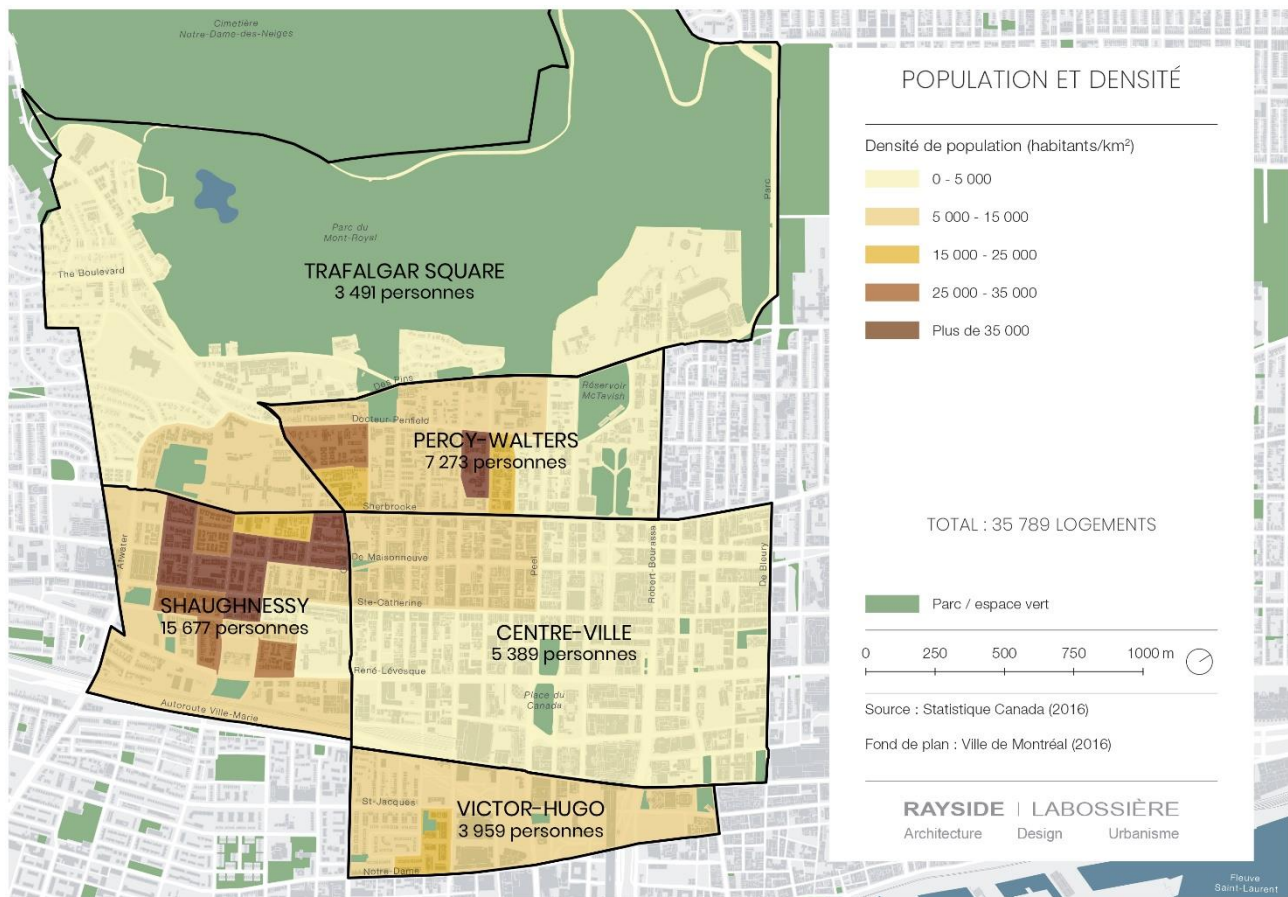 Cimetière
Notre-Dame-des-Neiges
Parc
Parc du
Mont-Royal
The Boulevard
TRAFALGAR SQUARE
3 491 personnes
Des Pins
Réservoir
McTavish
Docteur-Penfield
PERCY-WALTERS
7 273 personnes
Sherbrooke
Atwater
De Maisonneuve
Peel
Robert-Bourassa
De Bleury
Ste-Catherine
SHAUGHNESSY
15 677 personnes
CENTRE-VILLE
5 389 personnes
René-Lévesque
Place du
Canada
Autoroute Ville-Marie
St-Jacques
VICTOR-HUGO
3 959 personnes
Notre-Dame
POPULATION ET DENSITÉ
Densité de population (habitants/km²)
0 - 5 000
5 000 - 15 000
15 000 - 25 000
25 000 - 35 000
Plus de 35 000
TOTAL : 35 789 LOGEMENTS
Parc / espace vert
0 250 500 750 1000 m
Source : Statistique Canada (2016)
Fond de plan : Ville de Montréal (2016)
RAYSIDE | LABOSSIÈRE
Architecture Design Urbanisme
Fleuve
Saint-Laurent